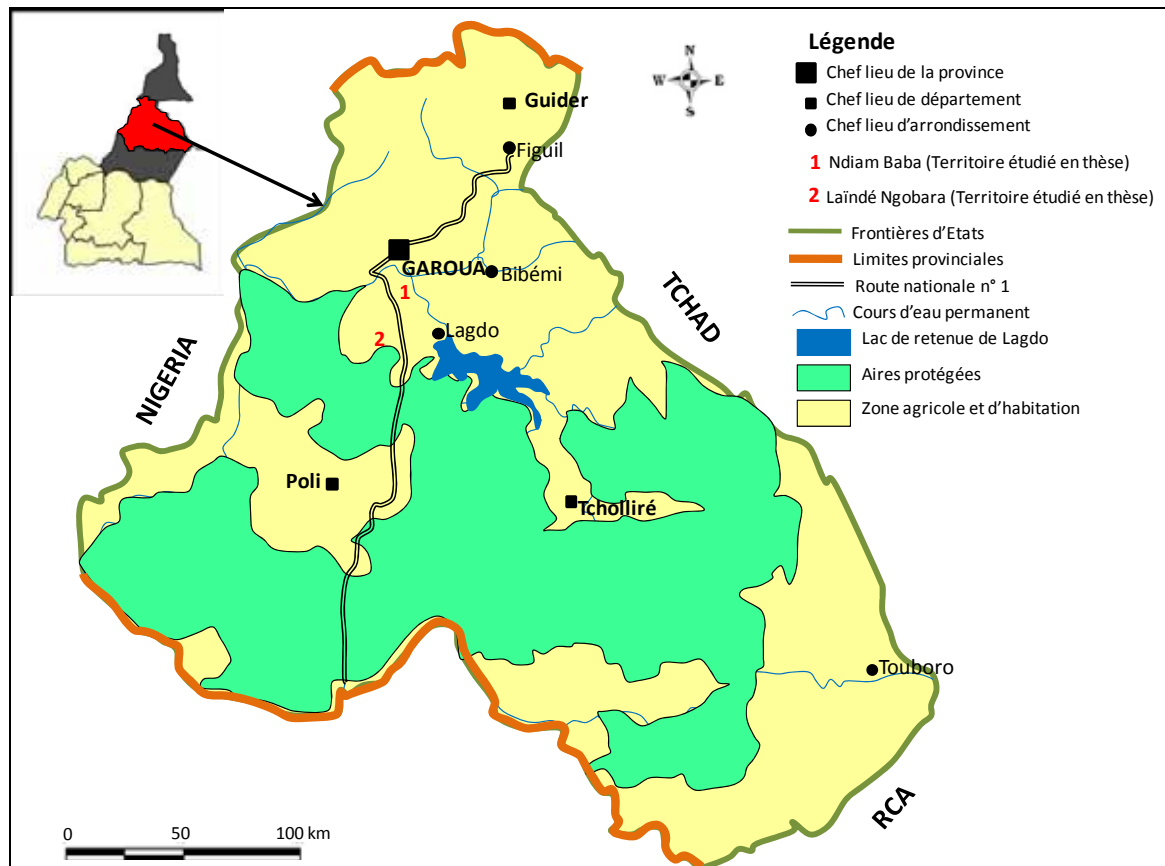 Légende
Chef lieu de la province
Chef lieu de département
Chef lieu d'arrondissement
1 Ndiam Baba (Territoire étudié en thèse)
2 Laïndé Ngobara (Territoire étudié en thèse)
Frontières d'Etats
Limites provinciales
Route nationale n° 1
Cours d'eau permanent
Lac de retenue de Lagdo
Aires protégées
Zone agricole et d'habitation
N
W E
S
Guider
Figuil
GAROUA
Bibémi
1
2
Lagdo
TCHAD
NIGERIA
Poli
Tcholliré
Touboro
RCA
0 50 100 km